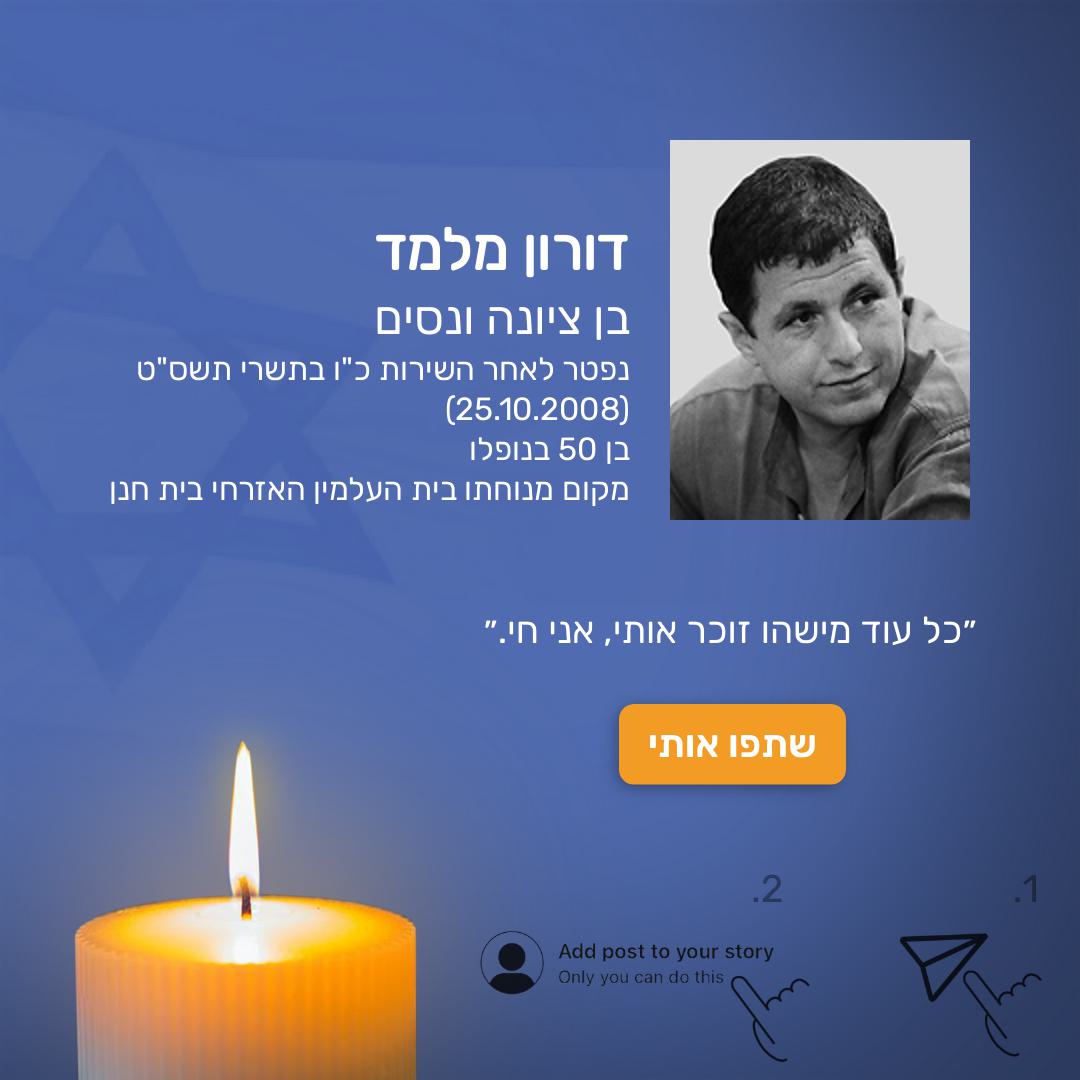 דורון מלמד
בן ציונה ונסים
נפטר לאחר השירות כ"ו בתשרי תשס"ט
(25.10.2008)
בן 50 בנופלו
מקום מנוחתו בית העלמין האזרחי בית חנן
״כל עוד מישהו זוכר אותי, אני חי.״
שתפו אותי
1.
2.
Add post to your story
Only you can do this